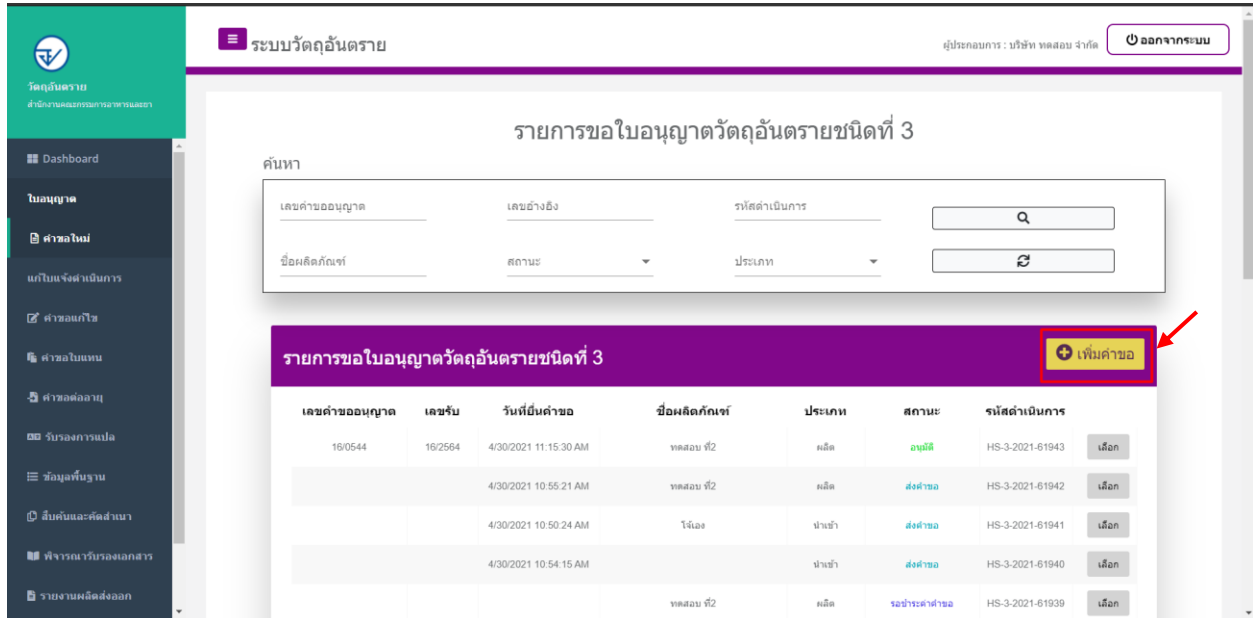 ระบบวัตถุอันตราย
ผู้ประกอบการ : บริษัท ทดสอบ จำกัด
ออกจากระบบ
วัตถุอันตราย
สำนักงานคณะกรรมการอาหารและยา
Dashboard
ใบอนุญาต
คำขอใหม่
แก้ใบแจ้งดำเนินการ
คำขอแก้ไข
คำขอใบแทน
คำขอต่ออายุ
รับรองการแปล
ข้อมูลพื้นฐาน
สืบค้นและคัดสำเนา
พิจารณารับรองเอกสาร
รายงานผลิตส่งออก
รายการขอใบอนุญาตวัตถุอันตรายชนิดที่ 3
ค้นหา
เลขคำขออนุญาต เลขอ้างอิง รหัสดำเนินการ
ชื่อผลิตภัณฑ์ สถานะ ประเภท
รายการขอใบอนุญาตวัตถุอันตรายชนิดที่ 3
เพิ่มคำขอ
เลขคำขออนุญาต เลขรับ วันที่ยื่นคำขอ ชื่อผลิตภัณฑ์ ประเภท สถานะ รหัสดำเนินการ
16/0544 16/2564 4/30/2021 11:15:30 AM ทดสอบ ที่2 ผลิต อนุมัติ HS-3-2021-61943 เลือก
4/30/2021 10:55:21 AM ทดสอบ ที่2 ผลิต ส่งคำขอ HS-3-2021-61942 เลือก
4/30/2021 10:50:24 AM โจ้เอง นำเข้า ส่งคำขอ HS-3-2021-61941 เลือก
4/30/2021 10:54:15 AM นำเข้า ส่งคำขอ HS-3-2021-61940 เลือก
ทดสอบ ที่2 ผลิต รอชำระค่าคำขอ HS-3-2021-61939 เลือก